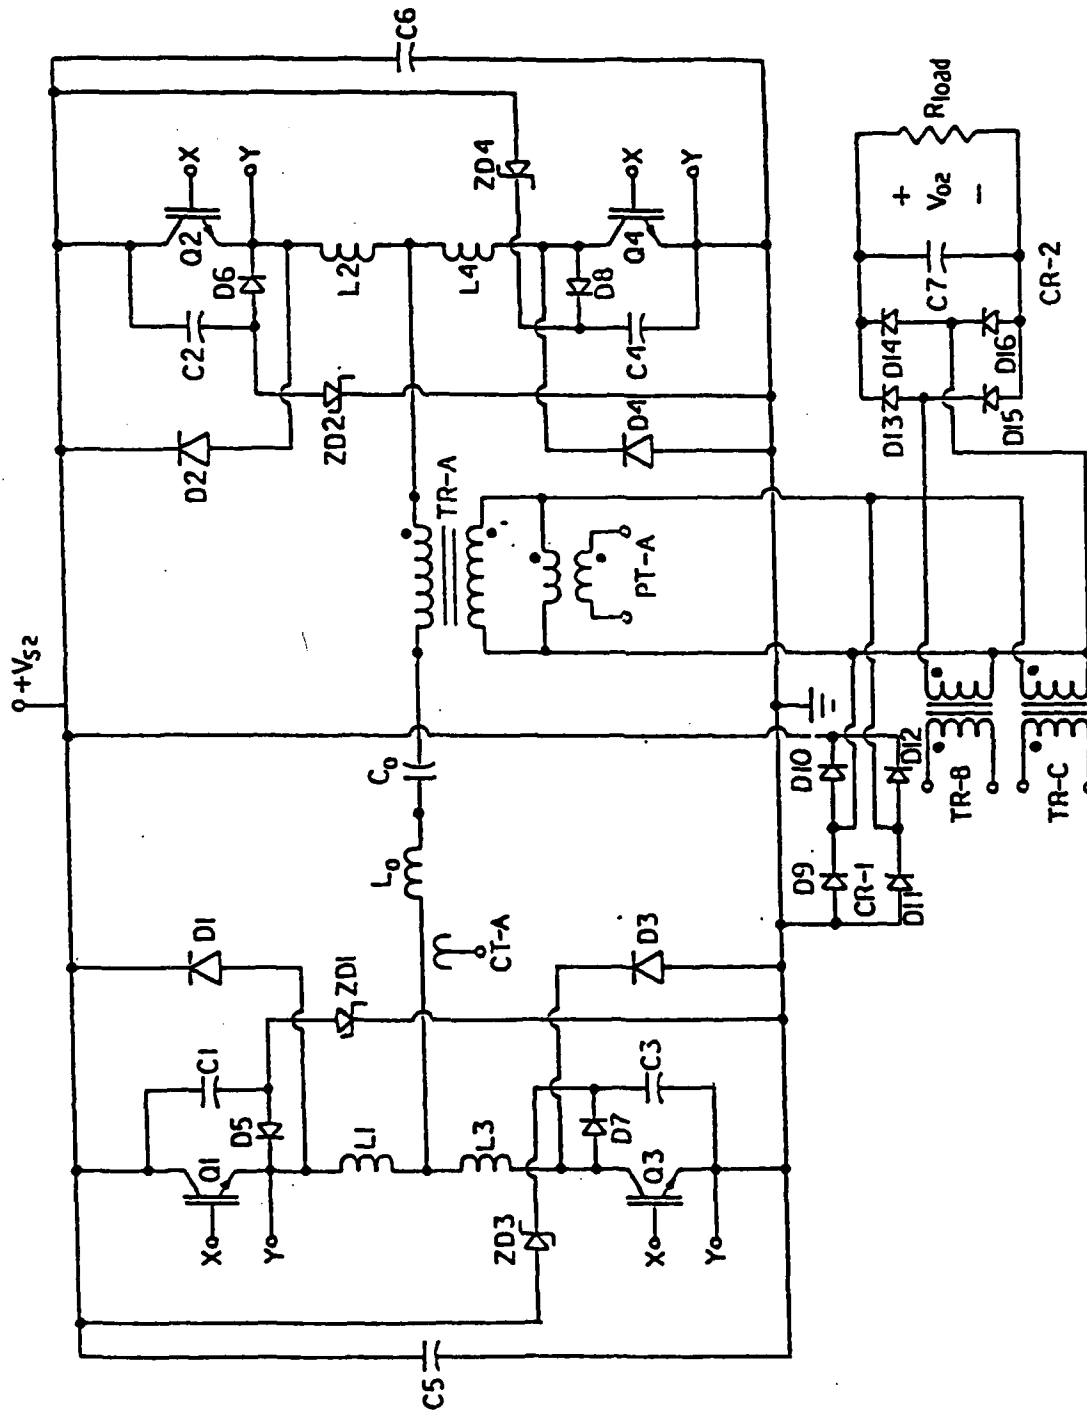 +Vs2
C5
C6
X
Q1
Y
C1
D5
D1
ZD1
L1
L3
ZD3
X
Q3
Y
D7
C3
D3
CT-A
L0
C0
TR-A
PT-A
D2
C2
D6
Q2
X
Y
ZD2
L2
L4
ZD4
D4
C4
D8
Q4
X
Y
D9
D10
CR-1
D11
D12
TR-B
TR-C
D13
D14
D15
D16
C7
+
Vo2
-
Rload
CR-2